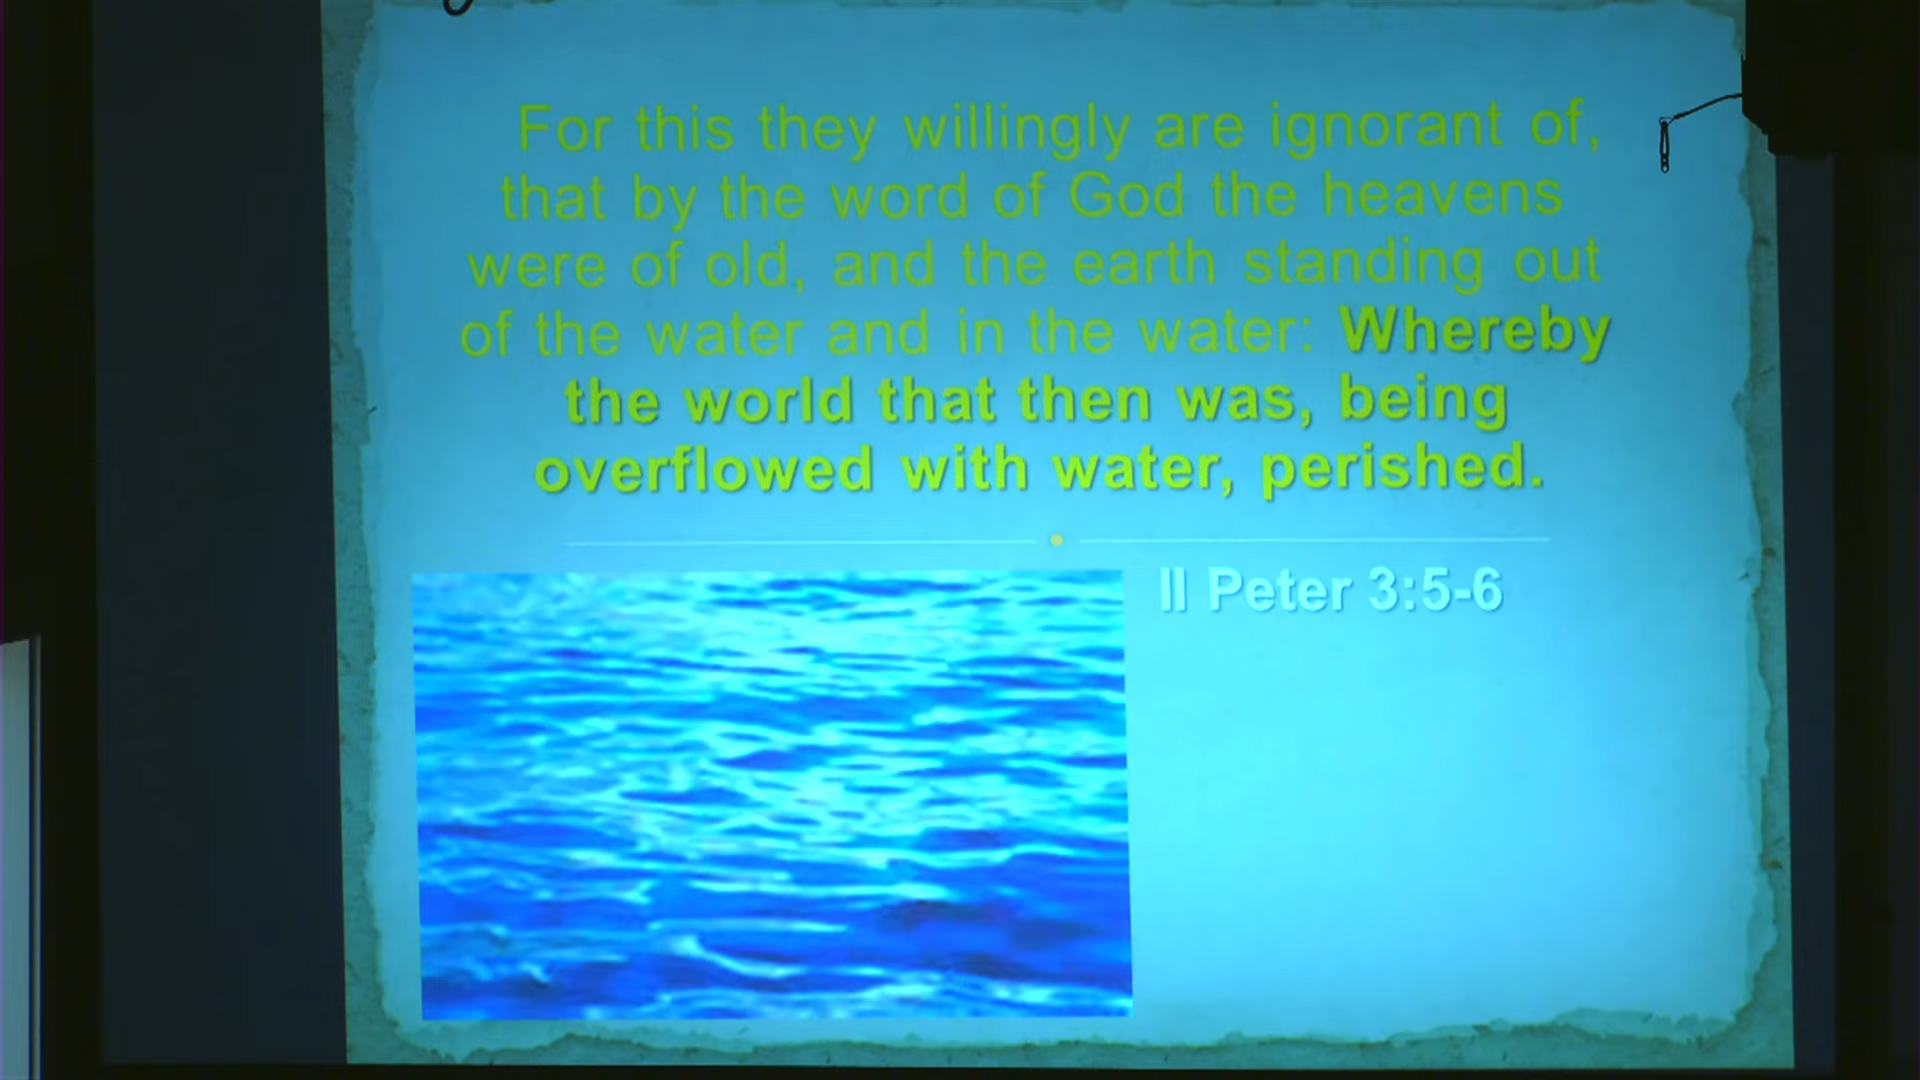 For this they willingly are ignorant of,
that by the word of God the heavens
were of old, and the earth standing out
of the water and in the water: Whereby
the world that then was, being
overflowed with water, perished.
II Peter 3:5-6